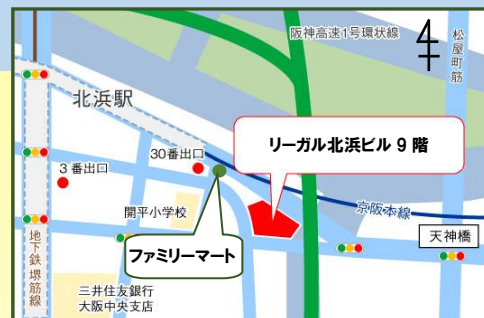 阪神高速1号環状線
松屋町筋
北浜駅
リーガル北浜ビル 9 階
30番出口
3番出口
京阪本線
開平小学校
天神橋
ファミリーマート
地下鉄堺筋線
三井住友銀行
大阪中央支店